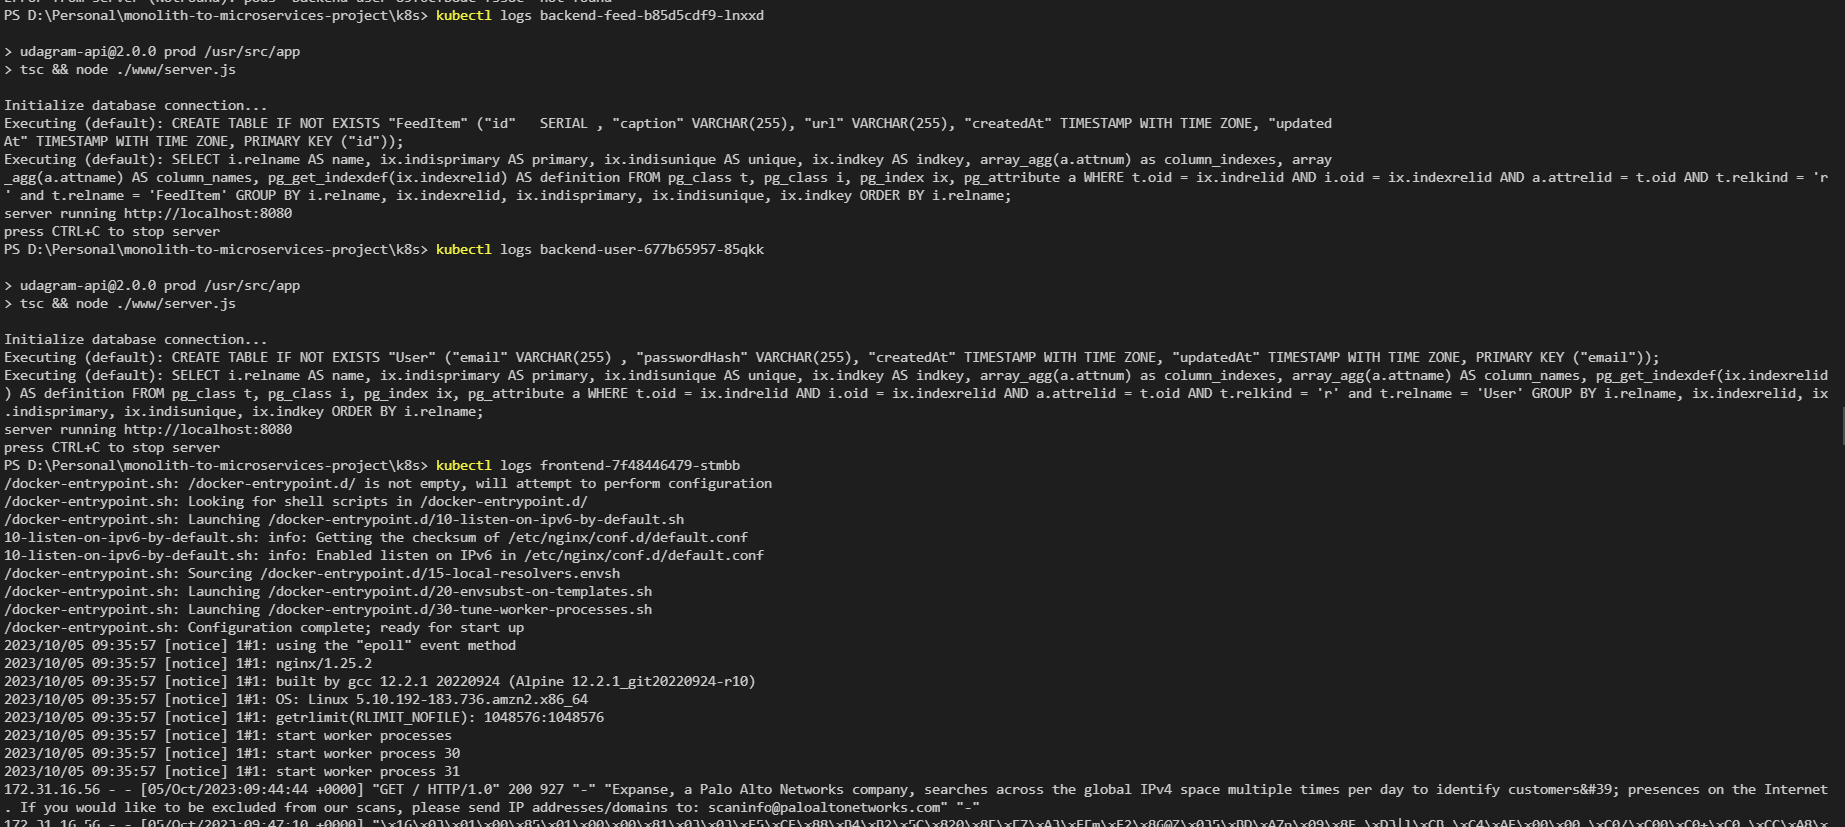 PS D:\Personal\monolith-to-microservices-project\k8s> kubectl logs backend-feed-b85d5cdf9-lnxxd
> udagram-api@2.0.0 prod /usr/src/app
> tsc && node ./www/server.js
Initialize database connection...
Executing (default): CREATE TABLE IF NOT EXISTS "FeedItem" ("id"   SERIAL , "caption" VARCHAR(255), "url" VARCHAR(255), "createdAt" TIMESTAMP WITH TIME ZONE, "updated
At" TIMESTAMP WITH TIME ZONE, PRIMARY KEY ("id"));
Executing (default): SELECT i.relname AS name, ix.indisprimary AS primary, ix.indisunique AS unique, ix.indkey AS indkey, array_agg(a.attnum) as column_indexes, array
_agg(a.attname) AS column_names, pg_get_indexdef(ix.indexrelid) AS definition FROM pg_class t, pg_class i, pg_index ix, pg_attribute a WHERE t.oid = ix.indrelid AND i.oid = ix.indexrelid AND a.attrelid = t.oid AND t.relkind = 'r
' and t.relname = 'FeedItem' GROUP BY i.relname, ix.indexrelid, ix.indisprimary, ix.indisunique, ix.indkey ORDER BY i.relname;
server running http://localhost:8080
press CTRL+C to stop server
PS D:\Personal\monolith-to-microservices-project\k8s> kubectl logs backend-user-677b65957-85qkk
> udagram-api@2.0.0 prod /usr/src/app
> tsc && node ./www/server.js
Initialize database connection...
Executing (default): CREATE TABLE IF NOT EXISTS "User" ("email" VARCHAR(255) , "passwordHash" VARCHAR(255), "createdAt" TIMESTAMP WITH TIME ZONE, "updatedAt" TIMESTAMP WITH TIME ZONE, PRIMARY KEY ("email"));
Executing (default): SELECT i.relname AS name, ix.indisprimary AS primary, ix.indisunique AS unique, ix.indkey AS indkey, array_agg(a.attnum) as column_indexes, array_agg(a.attname) AS column_names, pg_get_indexdef(ix.indexrelid
) AS definition FROM pg_class t, pg_class i, pg_index ix, pg_attribute a WHERE t.oid = ix.indrelid AND i.oid = ix.indexrelid AND a.attrelid = t.oid AND t.relkind = 'r' and t.relname = 'User' GROUP BY i.relname, ix.indexrelid, ix
.indisprimary, ix.indisunique, ix.indkey ORDER BY i.relname;
server running http://localhost:8080
press CTRL+C to stop server
PS D:\Personal\monolith-to-microservices-project\k8s> kubectl logs frontend-7f48446479-stmbb
/docker-entrypoint.sh: /docker-entrypoint.d/ is not empty, will attempt to perform configuration
/docker-entrypoint.sh: Looking for shell scripts in /docker-entrypoint.d/
/docker-entrypoint.sh: Launching /docker-entrypoint.d/10-listen-on-ipv6-by-default.sh
10-listen-on-ipv6-by-default.sh: info: Getting the checksum of /etc/nginx/conf.d/default.conf
10-listen-on-ipv6-by-default.sh: info: Enabled listen on IPv6 in /etc/nginx/conf.d/default.conf
/docker-entrypoint.sh: Sourcing /docker-entrypoint.d/15-local-resolvers.envsh
/docker-entrypoint.sh: Launching /docker-entrypoint.d/20-envsubst-on-templates.sh
/docker-entrypoint.sh: Launching /docker-entrypoint.d/30-tune-worker-processes.sh
/docker-entrypoint.sh: Configuration complete; ready for start up
2023/10/05 09:35:57 [notice] 1#1: using the "epoll" event method
2023/10/05 09:35:57 [notice] 1#1: nginx/1.25.2
2023/10/05 09:35:57 [notice] 1#1: built by gcc 12.2.1 20220924 (Alpine 12.2.1_git20220924-r10)
2023/10/05 09:35:57 [notice] 1#1: OS: Linux 5.10.192-183.736.amzn2.x86_64
2023/10/05 09:35:57 [notice] 1#1: getrlimit(RLIMIT_NOFILE): 1048576:1048576
2023/10/05 09:35:57 [notice] 1#1: start worker processes
2023/10/05 09:35:57 [notice] 1#1: start worker process 30
2023/10/05 09:35:57 [notice] 1#1: start worker process 31
172.31.16.56 - - [05/Oct/2023:09:44:44 +0000] "GET / HTTP/1.0" 200 927 "-" "Expanse, a Palo Alto Networks company, searches across the global IPv4 space multiple times per day to identify customers&#39; presences on the Internet
. If you would like to be excluded from our scans, please send IP addresses/domains to: scaninfo@paloaltonetworks.com" "-"
172.31.16.56 - - [05/Oct/2023:09:47:10 +0000]